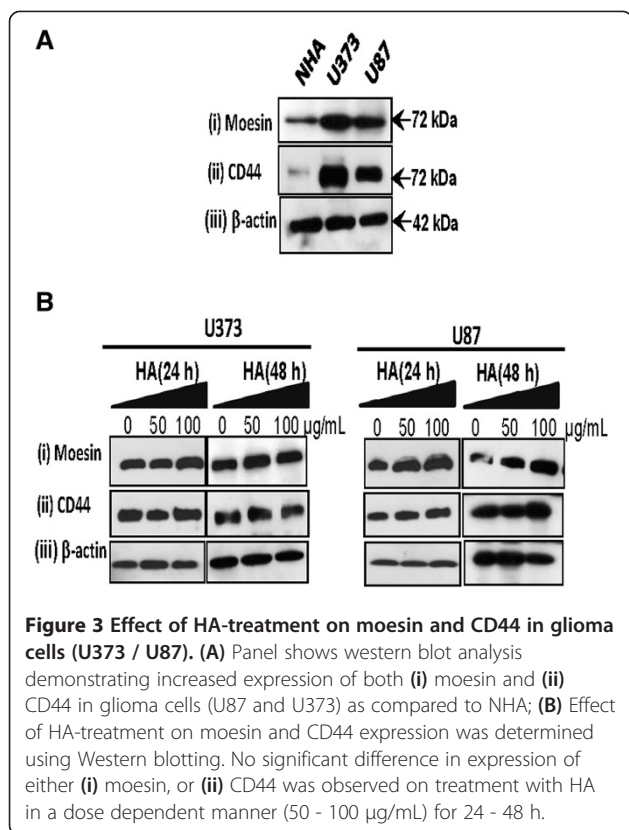 A
NHA U373 U87
(i) Moesin ←72 kDa
(ii) CD44 ←72 kDa
(iii) β-actin ←42 kDa
B
U373 U87
HA(24 h) HA(48 h) HA(24 h) HA(48 h)
0 50 100 0 50 100 µg/mL 0 50 100 0 50 100 µg/mL
(i) Moesin
(ii) CD44
(iii) β-actin
Figure 3 Effect of HA-treatment on moesin and CD44 in glioma
cells (U373 / U87). (A) Panel shows western blot analysis
demonstrating increased expression of both (i) moesin and (ii)
CD44 in glioma cells (U87 and U373) as compared to NHA; (B) Effect
of HA-treatment on moesin and CD44 expression was determined
using Western blotting. No significant difference in expression of
either (i) moesin, or (ii) CD44 was observed on treatment with HA
in a dose dependent manner (50 - 100 µg/mL) for 24 - 48 h.